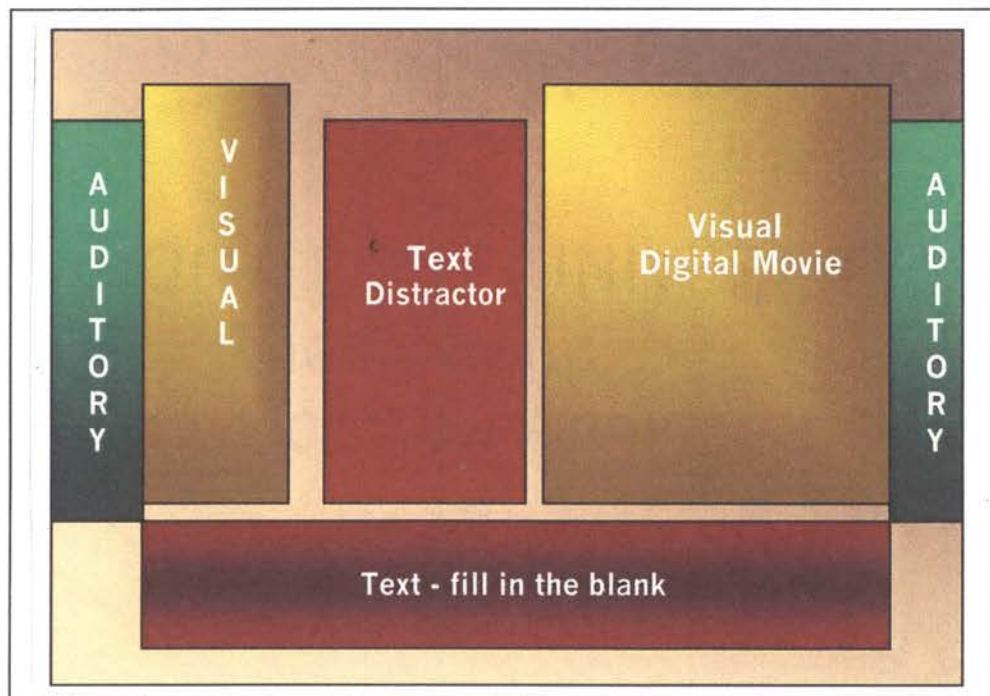 AUDITORY
VISUAL
Text
Distractor
Visual
Digital Movie
AUDITORY
Text - fill in the blank